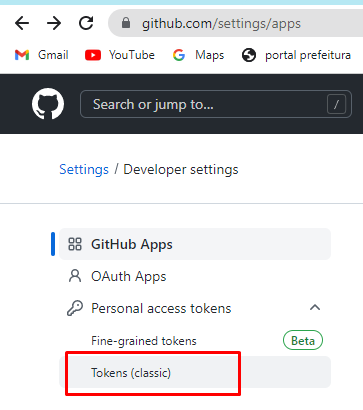 github.com/settings/apps
Gmail YouTube Maps portal prefeitura
Search or jump to... /
Settings / Developer settings
GitHub Apps
OAuth Apps
Personal access tokens
Fine-grained tokens Beta
Tokens (classic)